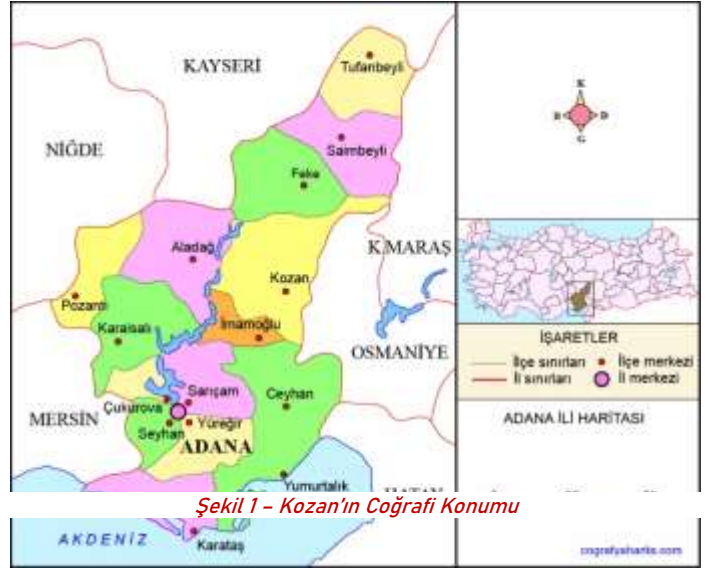 KAYSERİ
Tufanbeyli
NİĞDE
Saimbeyli
Feke
Aladağ
K.MARAŞ
Kozan
Pozantı
Karaisalı
İmamoğlu
OSMANİYE
Sarıçam
Ceyhan
MERSİN
Çukurova
Seyhan
Yüreğir
ADANA
Yumurtalık
Şekil 1 – Kozan'ın Coğrafi Konumu
AKDENİZ
Karataş
K
B D
G
İŞARETLER
İlçe sınırları
İlçe merkezi
İl sınırları
İl merkezi
ADANA İLİ HARİTASI
cografyaharita.com